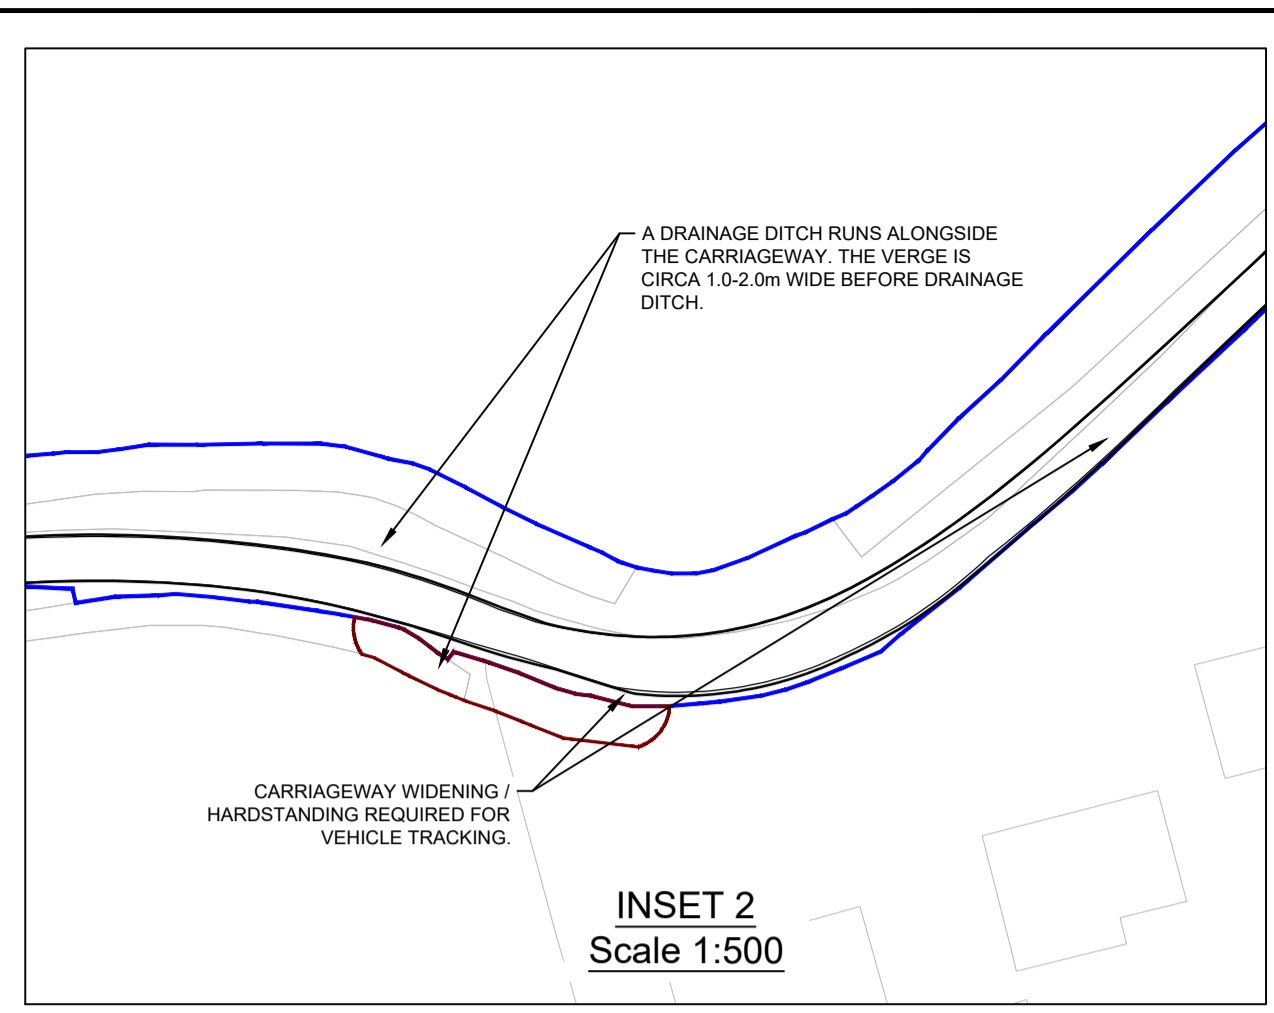 A DRAINAGE DITCH RUNS ALONGSIDE
THE CARRIAGEWAY. THE VERGE IS
CIRCA 1.0-2.0m WIDE BEFORE DRAINAGE
DITCH.
CARRIAGEWAY WIDENING /
HARDSTANDING REQUIRED FOR
VEHICLE TRACKING.
INSET 2
Scale 1:500